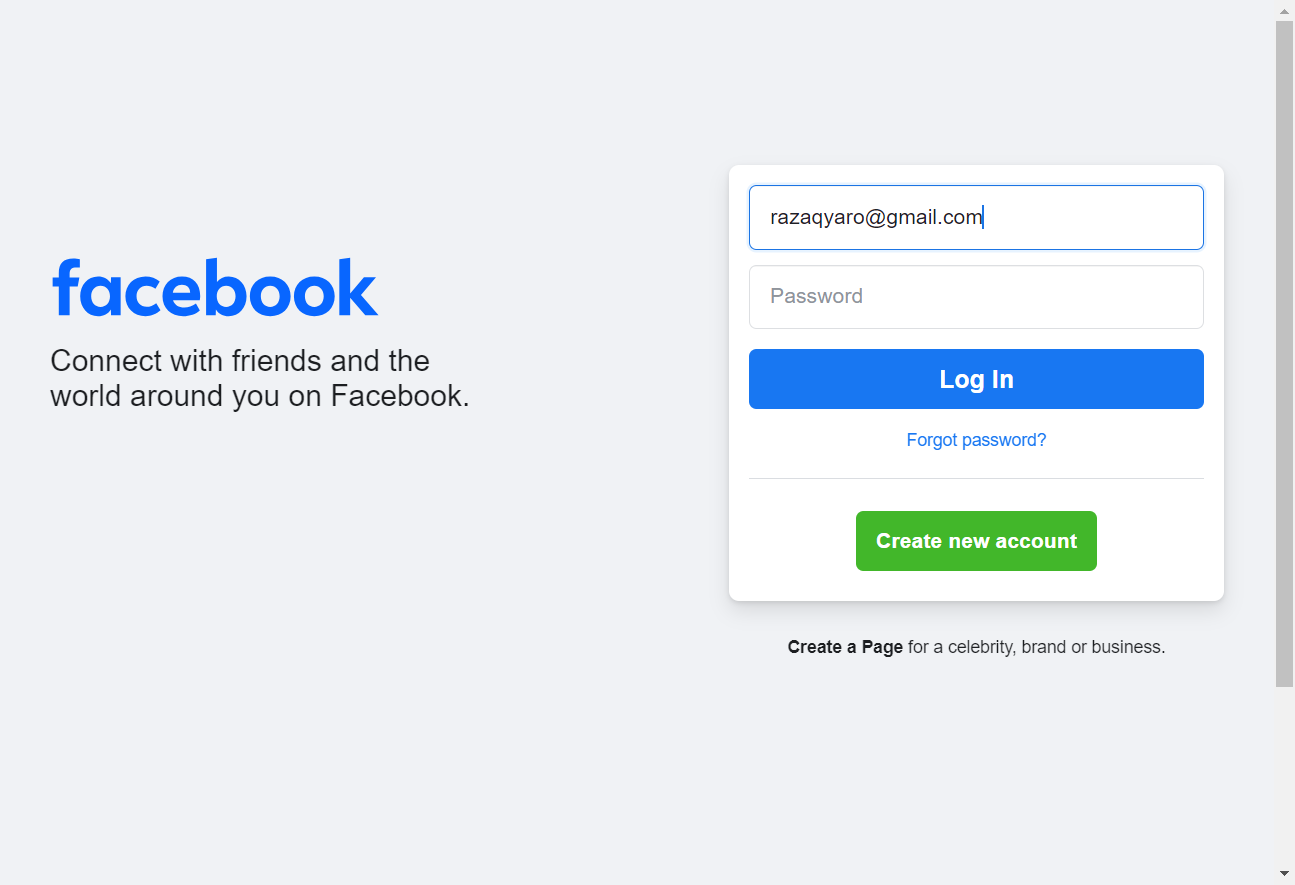 facebook
Connect with friends and the
world around you on Facebook.
razaqyaro@gmail.com
Password
Log In
Forgot password?
Create new account
Create a Page for a celebrity, brand or business.